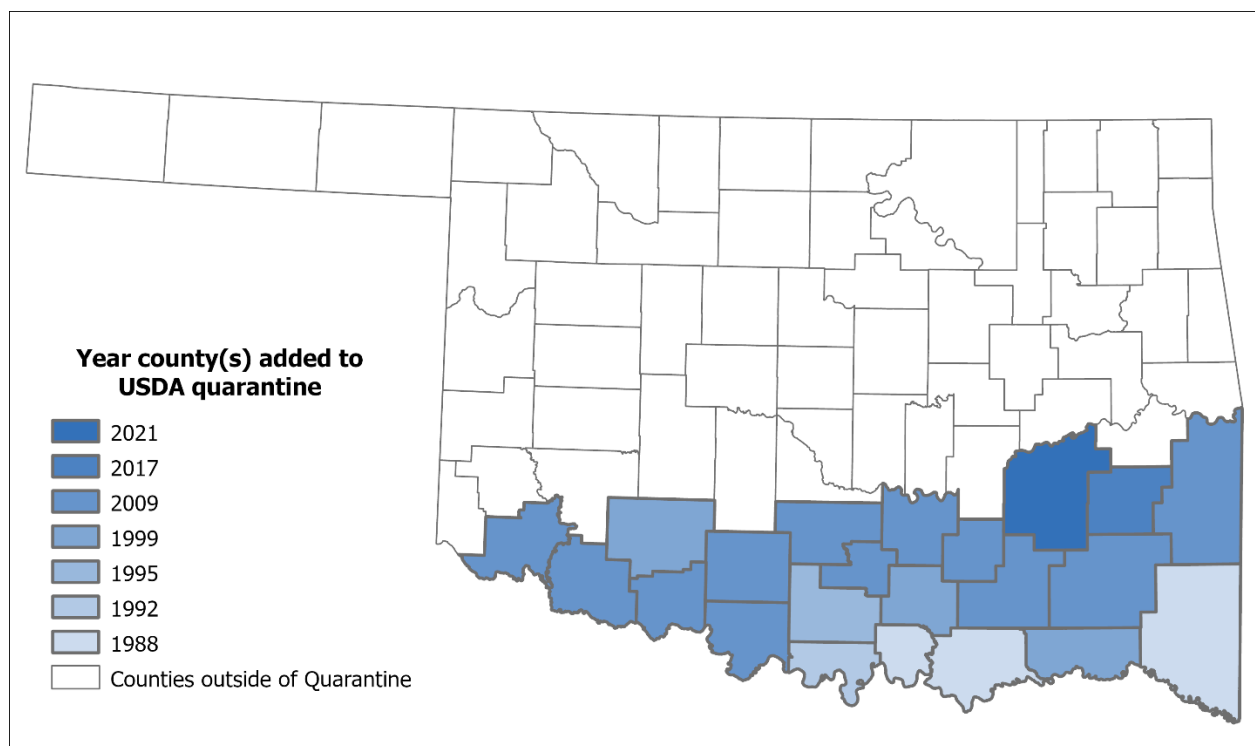 Year county(s) added to
USDA quarantine
2021
2017
2009
1999
1995
1992
1988
Counties outside of Quarantine